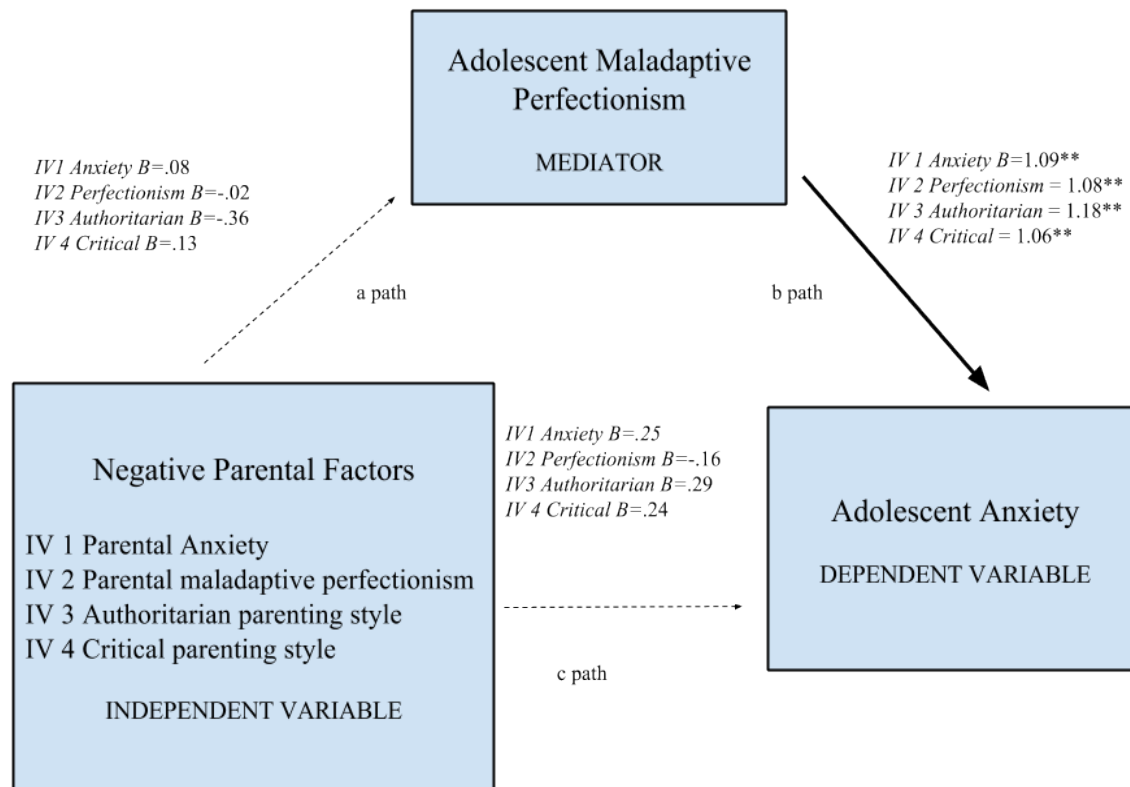 Adolescent Maladaptive
Perfectionism
MEDIATOR
IV1 Anxiety B=.08
IV2 Perfectionism B=-.02
IV3 Authoritarian B=-.36
IV 4 Critical B=.13
IV 1 Anxiety B=1.09**
IV 2 Perfectionism = 1.08**
IV 3 Authoritarian = 1.18**
IV 4 Critical = 1.06**
a path
b path
Negative Parental Factors
IV 1 Parental Anxiety
IV 2 Parental maladaptive perfectionism
IV 3 Authoritarian parenting style
IV 4 Critical parenting style
INDEPENDENT VARIABLE
IV1 Anxiety B=.25
IV2 Perfectionism B=-.16
IV3 Authoritarian B=.29
IV 4 Critical B=.24
c path
Adolescent Anxiety
DEPENDENT VARIABLE